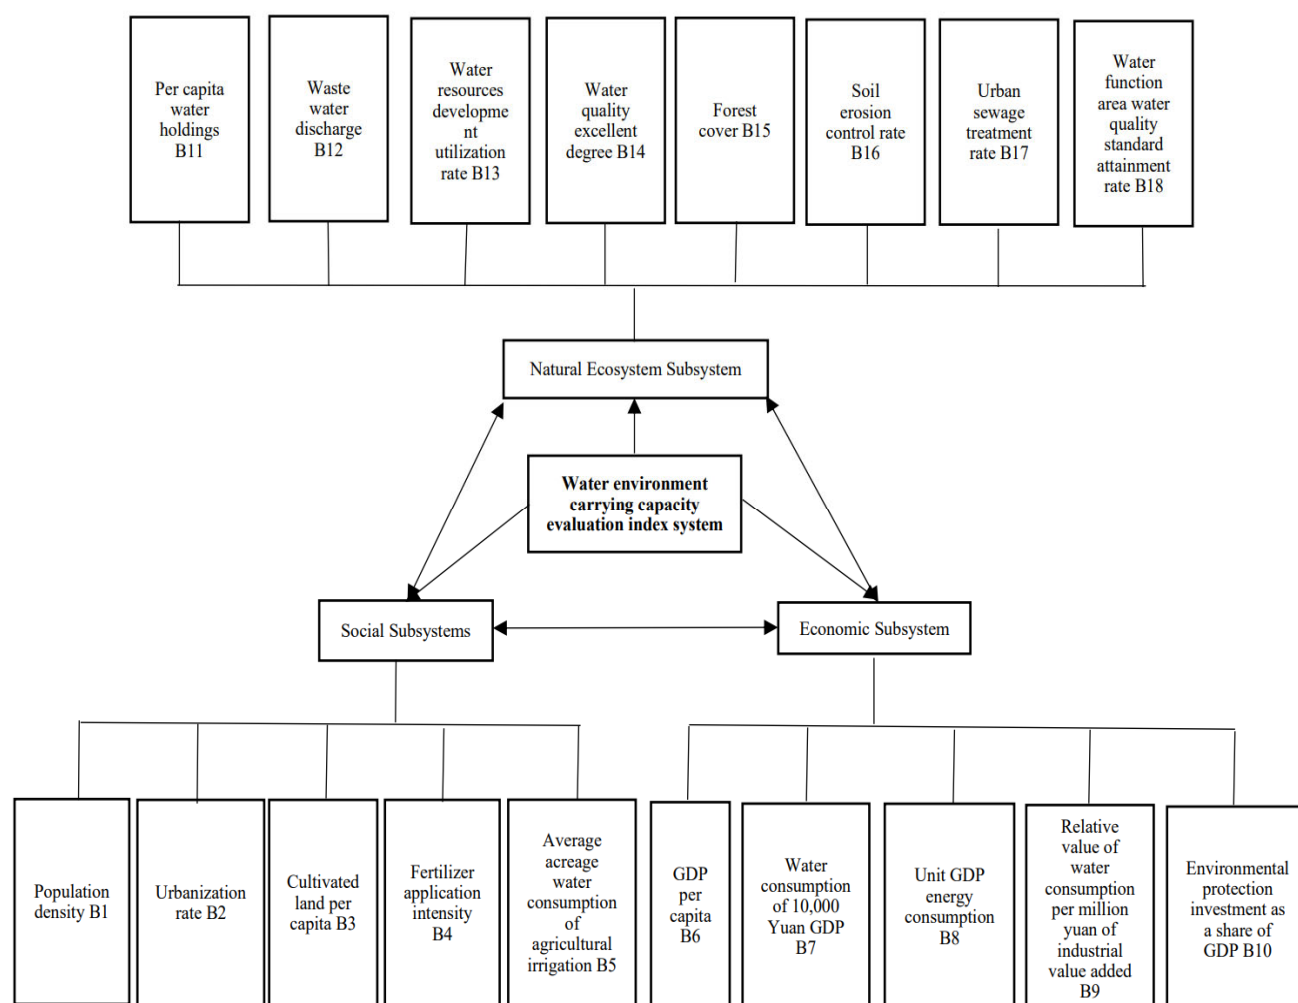 Per capita
water
holdings
B11
Waste
water
discharge
B12
Water
resources
developme
nt
utilization
rate B13
Water
quality
excellent
degree B14
Forest
cover B15
Soil
erosion
control rate
B16
Urban
sewage
treatment
rate B17
Water
function
area water
quality
standard
attainment
rate B18
Natural Ecosystem Subsystem
Water environment
carrying capacity
evaluation index system
Social Subsystems
Economic Subsystem
Population
density B1
Urbanization
rate B2
Cultivated
land per
capita B3
Fertilizer
application
intensity
B4
Average
acreage
water
consumption
of
agricultural
irrigation B5
GDP
per
capita
B6
Water
consumption
of 10,000
Yuan GDP
B7
Unit GDP
energy
consumption
B8
Relative
value of
water
consumption
per million
yuan of
industrial
value added
B9
Environmental
protection
investment as
a share of
GDP B10